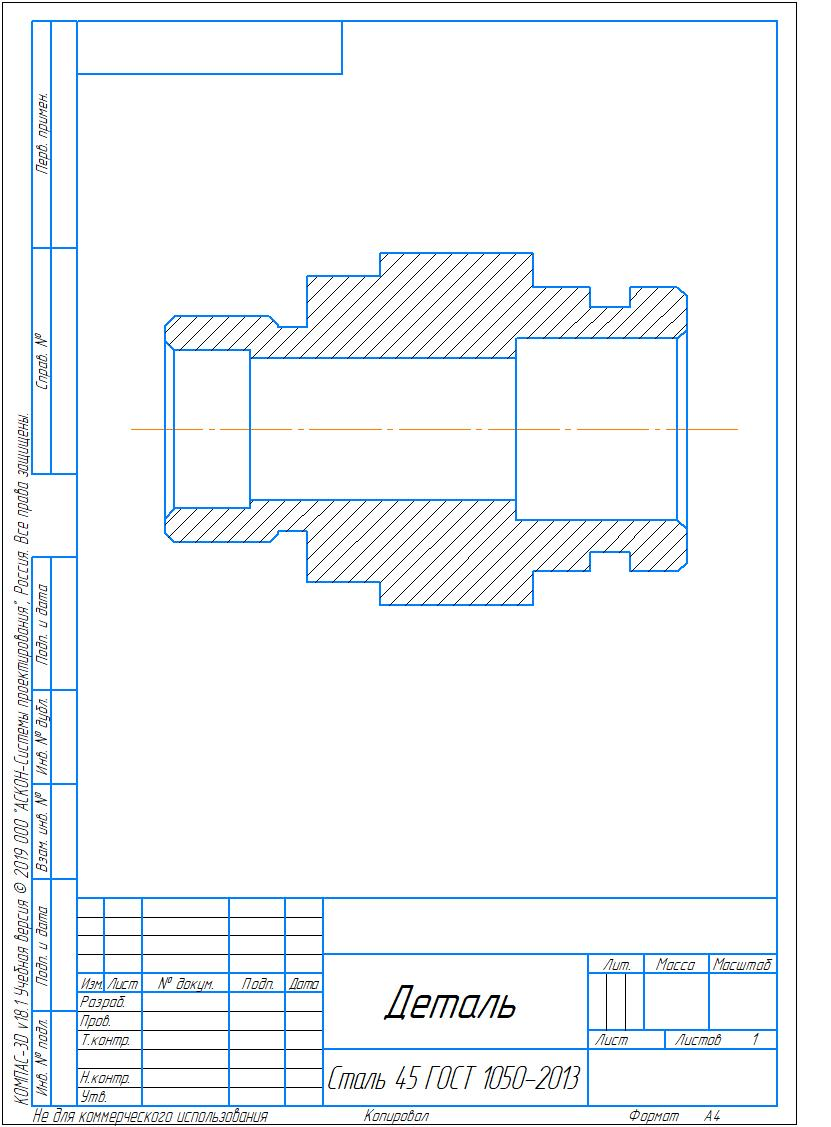 Перв. примен.
Справ. №
Подп. и дата
Инв. № дубл.
Взам. инв. №
Подп. и дата
Инв. № подл.
КОМПАС-3D v18.1 Учебная версия © 2019 ООО "АСКОН-Системы проектирования", Россия. Все права защищены.
Лит. Масса Масштаб
Изм. Лист № докум. Подп. Дата
Разраб.
Пров.
Т.контр.
Н.контр.
Утв.
Деталь
Лист Листов 1
Сталь 45 ГОСТ 1050-2013
Не для коммерческого использования Копировал Формат А4